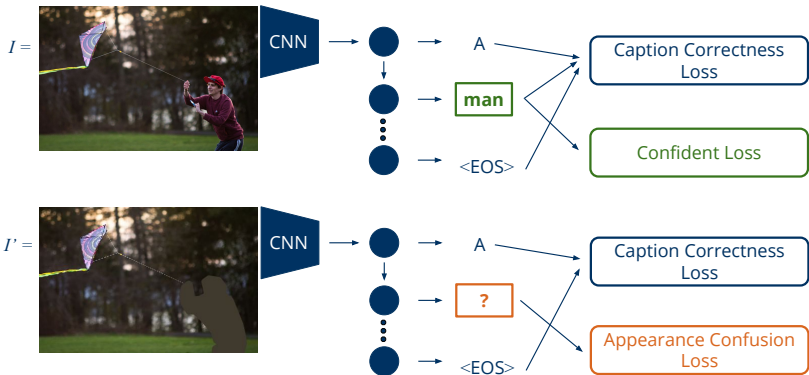 I =
CNN
A
man
<EOS>
Caption Correctness
Loss
Confident Loss
I' =
CNN
A
?
<EOS>
Caption Correctness
Loss
Appearance Confusion
Loss